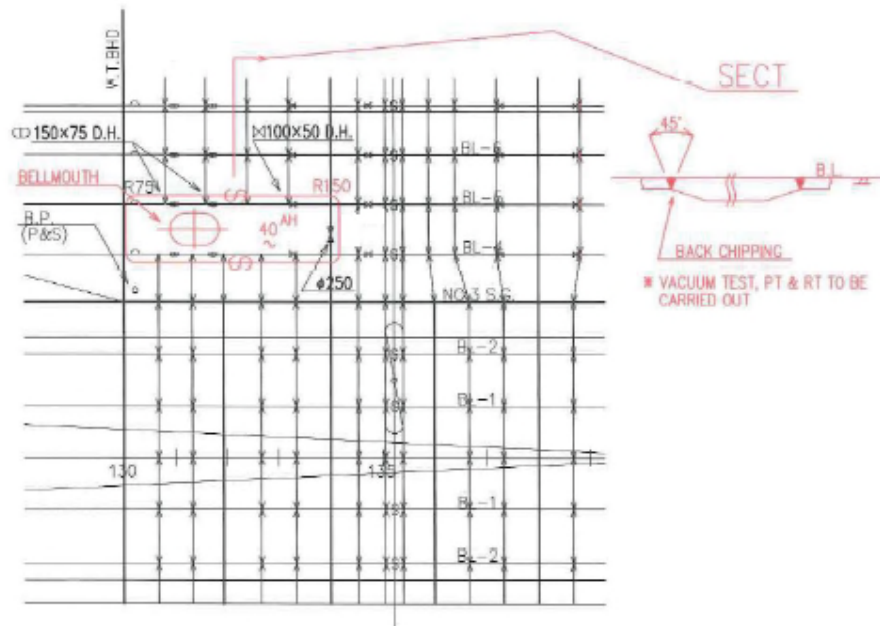 W.T.BHD
SECT
150×75 D.H.
100×50 D.H.
45°
BL-6
B.L.
BELLMOUTH
R75
R150
BL-5
B.P.
(P&S)
40 AH
~
S
S
BL-4
BACK CHIPPING
ø250
NO.3 S.G.
※ VACUUM TEST, PT & RT TO BE
CARRIED OUT
BL-2
BL-1
130
135
BL-1
BL-2